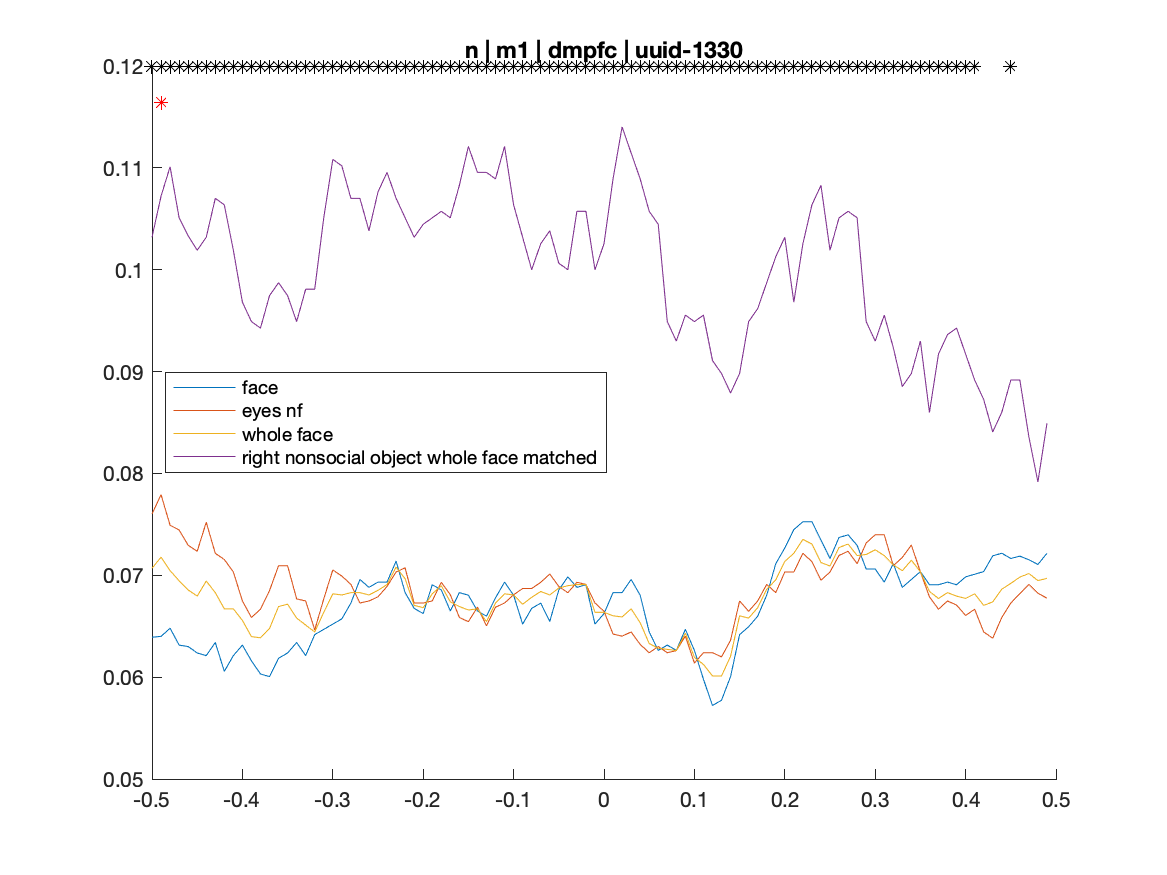 n | m1 | dmpfc | uuid-1330
0.12
0.11
0.1
0.09
0.08
0.07
0.06
0.05
face
eyes nf
whole face
right nonsocial object whole face matched
-0.5 -0.4 -0.3 -0.2 -0.1 0 0.1 0.2 0.3 0.4 0.5